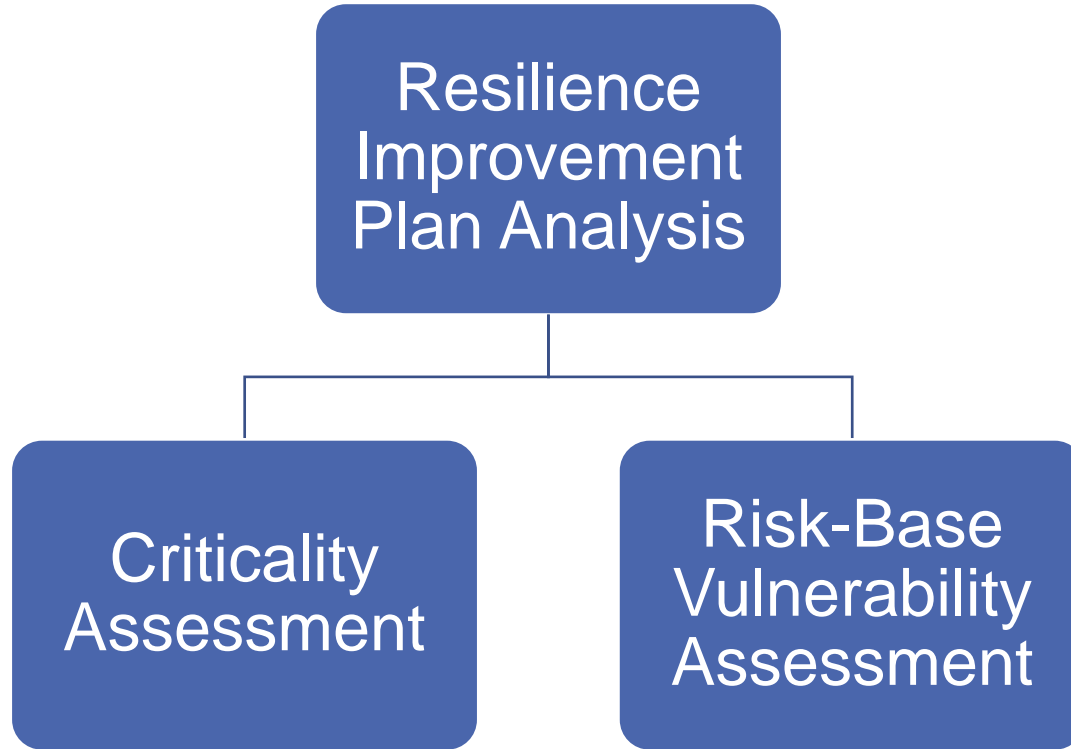 Resilience
Improvement
Plan Analysis
Criticality
Assessment
Risk-Base
Vulnerability
Assessment